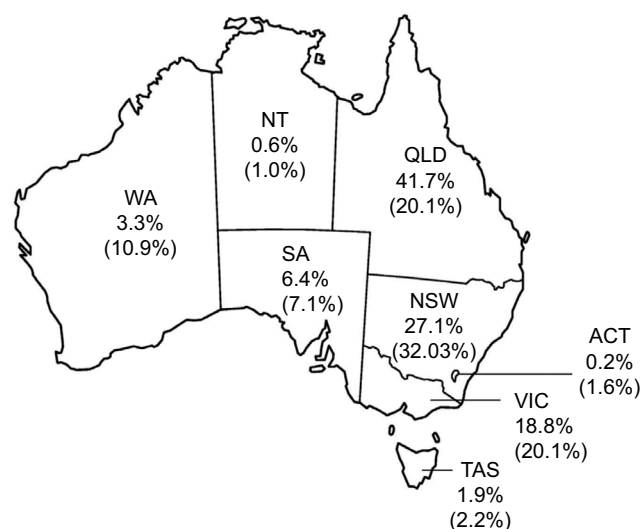 NT
0.6%
(1.0%)
QLD
41.7%
(20.1%)
WA
3.3%
(10.9%)
SA
6.4%
(7.1%)
NSW
27.1%
(32.03%)
ACT
0.2%
(1.6%)
VIC
18.8%
(20.1%)
TAS
1.9%
(2.2%)